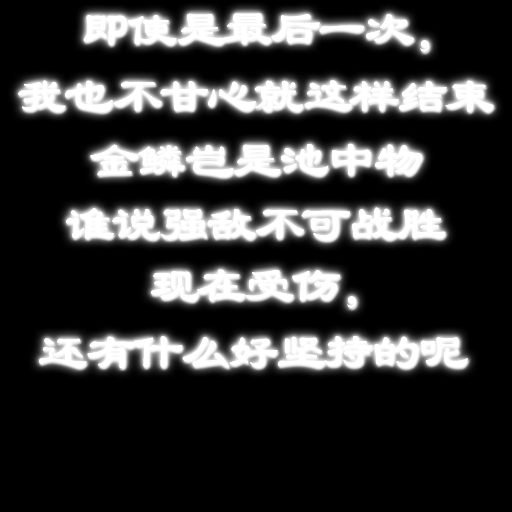 即使是最后一次，
我也不甘心就这样结束
金鳞岂是池中物
谁说强敌不可战胜
现在受伤，
还有什么好坚持的呢